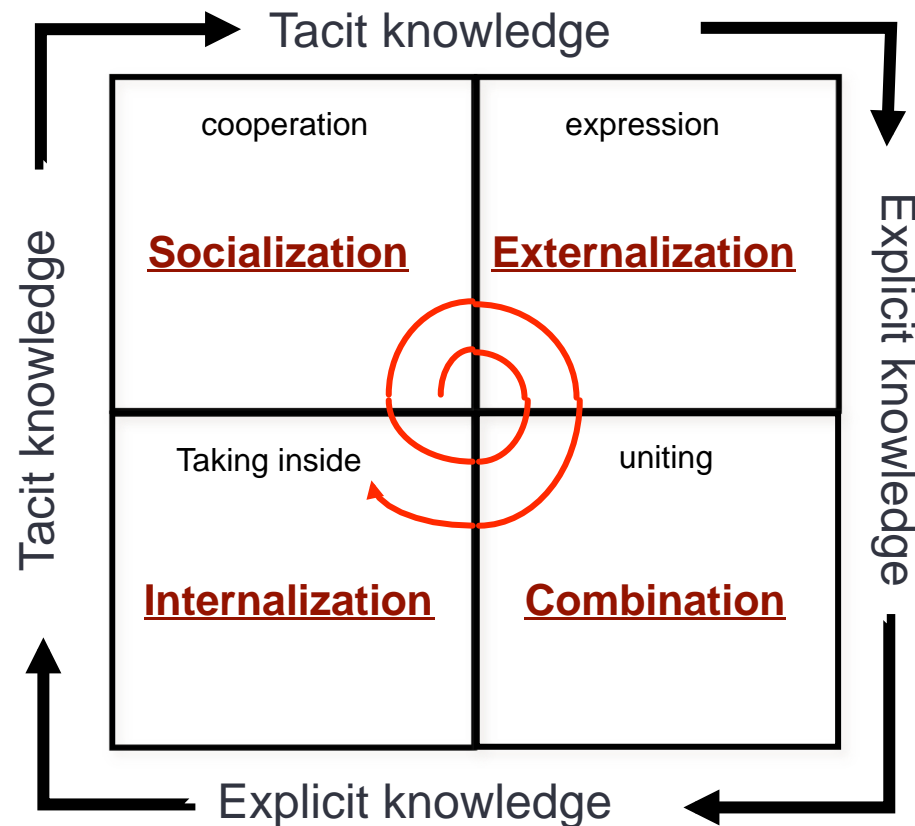 Tacit knowledge
cooperation
expression
Socialization
Externalization
Tacit knowledge
Explicit knowledge
Taking inside
uniting
Internalization
Combination
Explicit knowledge